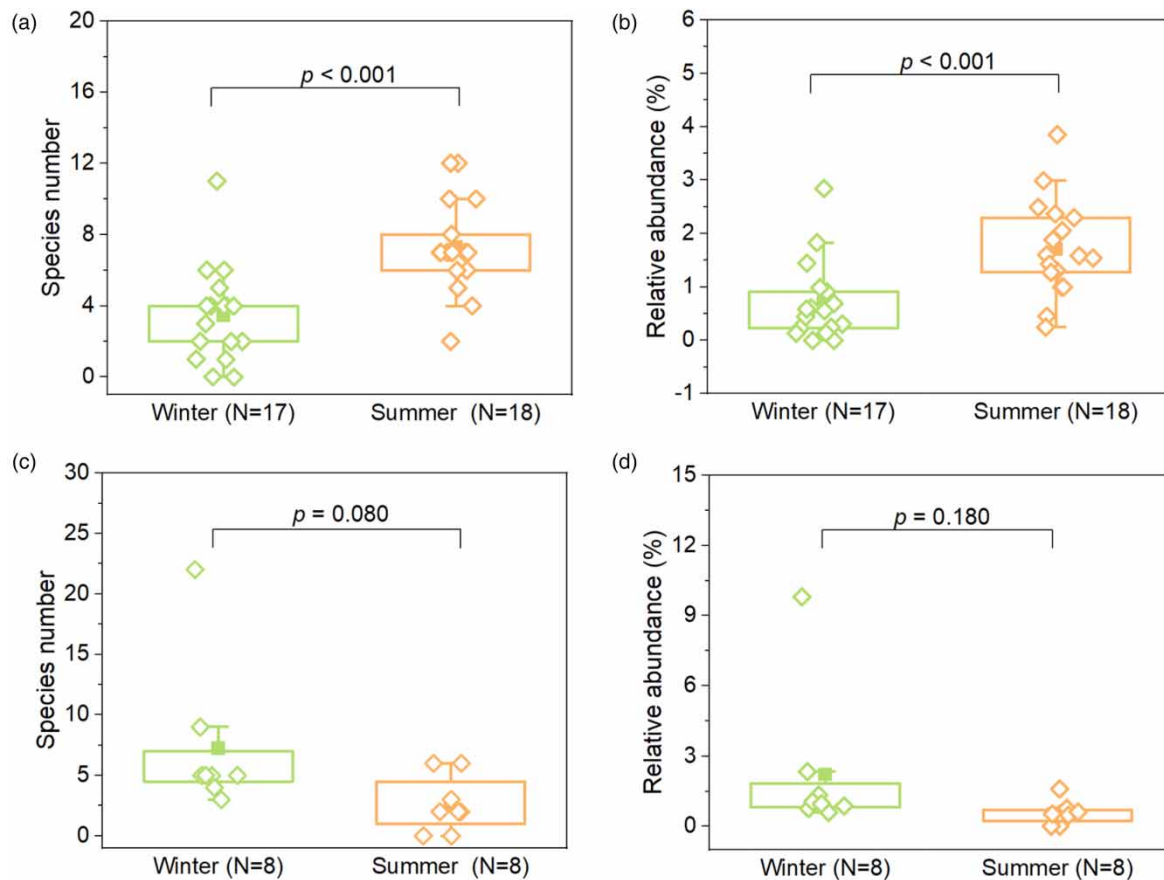 (a)
20
16
12
8
4
0
Species number
p < 0.001
Winter (N=17)
Summer (N=18)
(b)
6
5
4
3
2
1
0
-1
Relative abundance (%)
p < 0.001
Winter (N=17)
Summer (N=18)
(c)
30
25
20
15
10
5
0
Species number
p = 0.080
Winter (N=8)
Summer (N=8)
(d)
15
12
9
6
3
0
Relative abundance (%)
p = 0.180
Winter (N=8)
Summer (N=8)